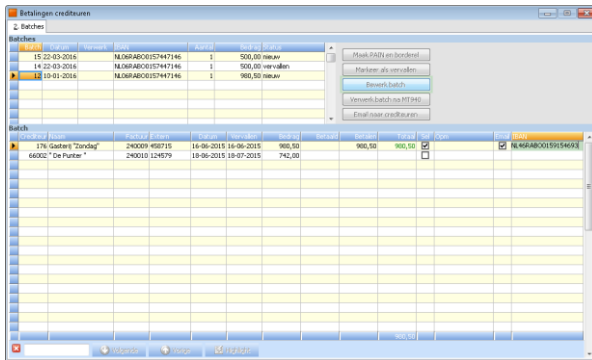 Betalingen crediteuren
2. Batches
Batches
Batch Datum Verwerk IBAN Aantal Bedrag Status
15 22-03-2016 NL06RABO0157447146 1 500,00 nieuw
14 22-03-2016 NL06RABO0157447146 1 500,00 vervallen
12 10-01-2016 NL06RABO0157447146 1 980,50 nieuw
Maak PAIN en borderel
Markeer als vervallen
Bewerk batch
Verwerk batch no MT940
Email naar crediteuren
Batch
Crediteur Naam Factuur Extern Datum Vervallen Bedrag Betaald Betalen Totaal Sel Opm Email IBAN
176 Gasterij "Zondag" 240009 458715 16-06-2015 16-06-2015 980,50 980,50 980,50 NL46RABO0159154693
66002 " De Punter " 240010 124579 18-06-2015 18-07-2015 742,00
980,50
Highlight